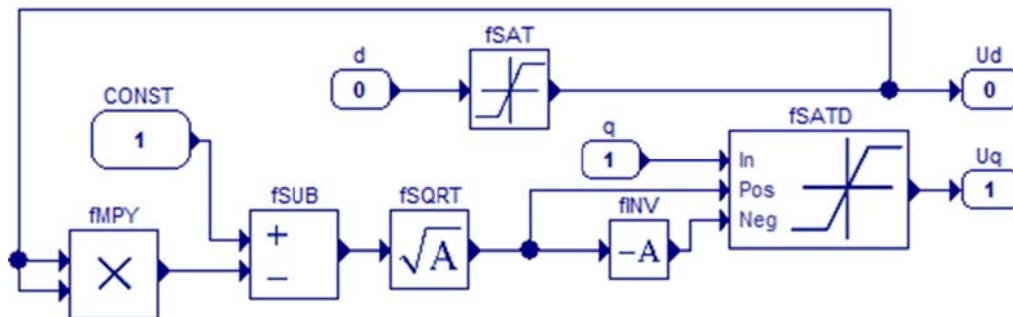 fSAT
d
0
Ud
0
CONST
1
q
1
fSATD
In
Pos
Neg
Uq
1
fMPY
×
fSUB
+
−
fSQRT
√A
fINV
-A